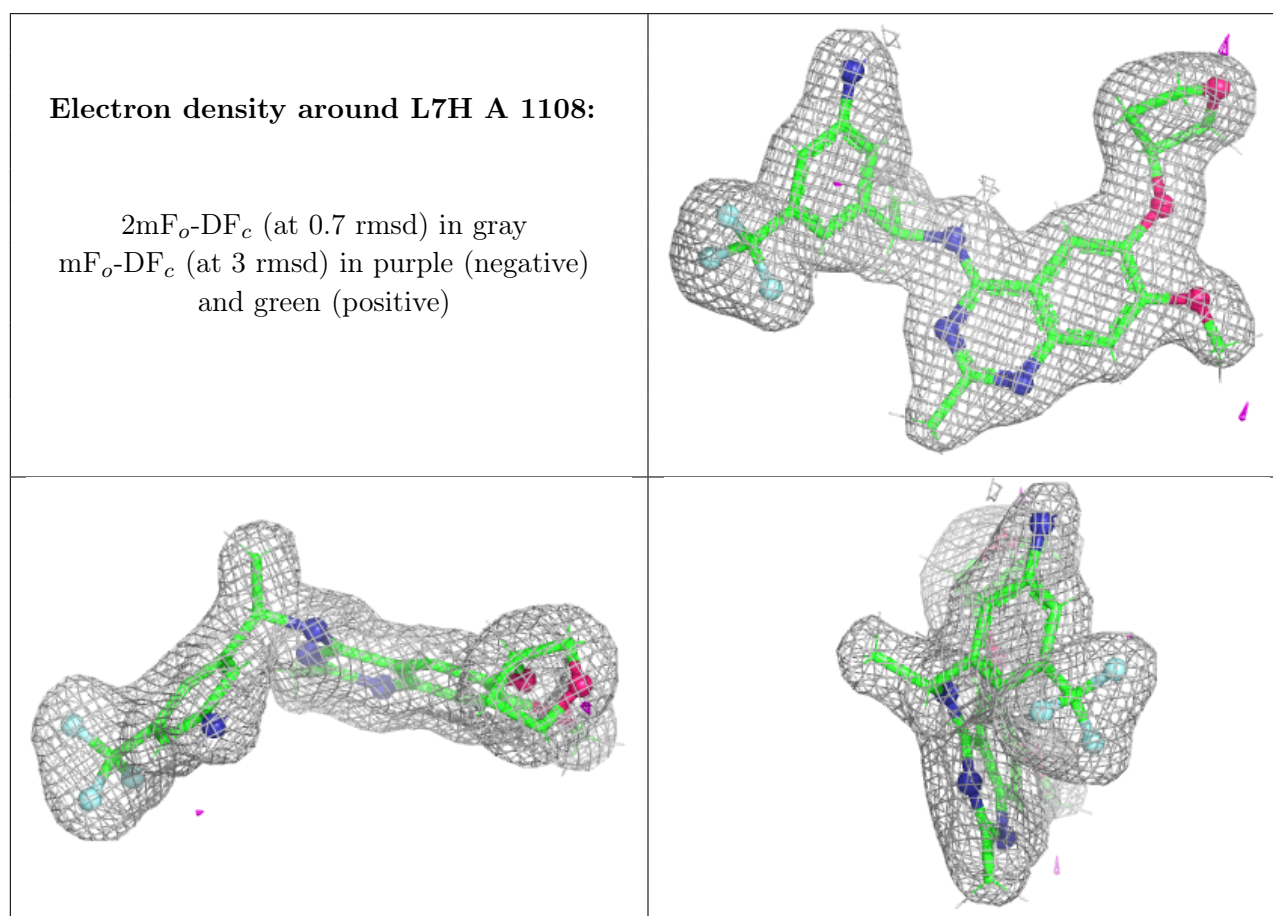 Electron density around L7H A 1108:
2mFo-DFc (at 0.7 rmsd) in gray
mFo-DFc (at 3 rmsd) in purple (negative)
and green (positive)